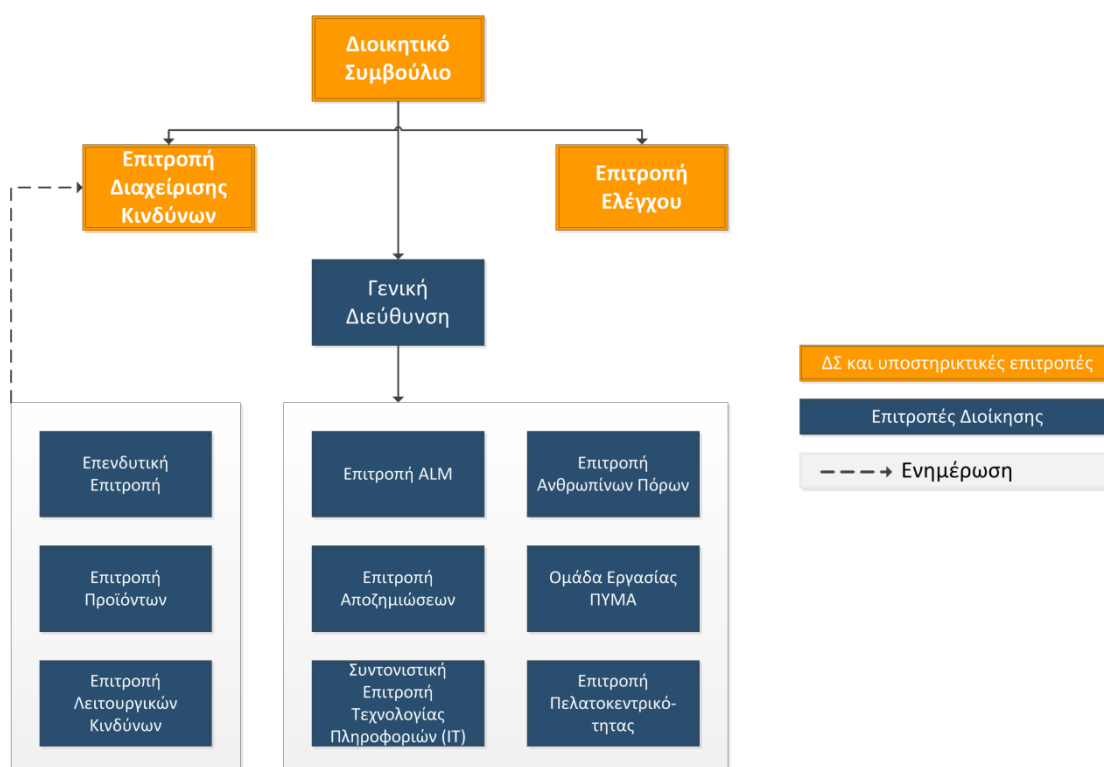 Διοικητικό
Συμβούλιο
Επιτροπή
Διαχείρισης
Κινδύνων
Επιτροπή
Ελέγχου
Γενική
Διεύθυνση
ΔΣ και υποστηρικτικές επιτροπές
Επιτροπές Διοίκησης
Ενημέρωση
Επενδυτική
Επιτροπή
Επιτροπή ALM
Επιτροπή
Ανθρωπίνων Πόρων
Επιτροπή
Προϊόντων
Επιτροπή
Αποζημιώσεων
Ομάδα Εργασίας
ΠΥΜΑ
Επιτροπή
Λειτουργικών
Κινδύνων
Συντονιστική
Επιτροπή
Τεχνολογίας
Πληροφοριών (IT)
Επιτροπή
Πελατοκεντρικό-
τητας